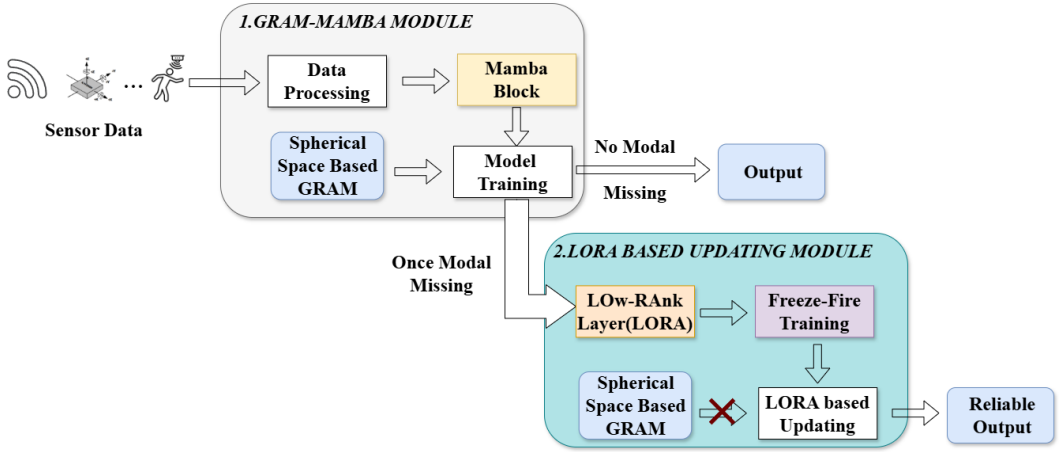 1.GRAM-MAMBA MODULE
Data
Processing
Mamba
Block
...
Sensor Data
Spherical
Space Based
GRAM
Model
Training
No Modal
Missing
Output
Once Modal
Missing
2.LORA BASED UPDATING MODULE
LOw-RAnk
Layer(LORA)
Freeze-Fire
Training
Spherical
Space Based
GRAM
LORA based
Updating
Reliable
Output